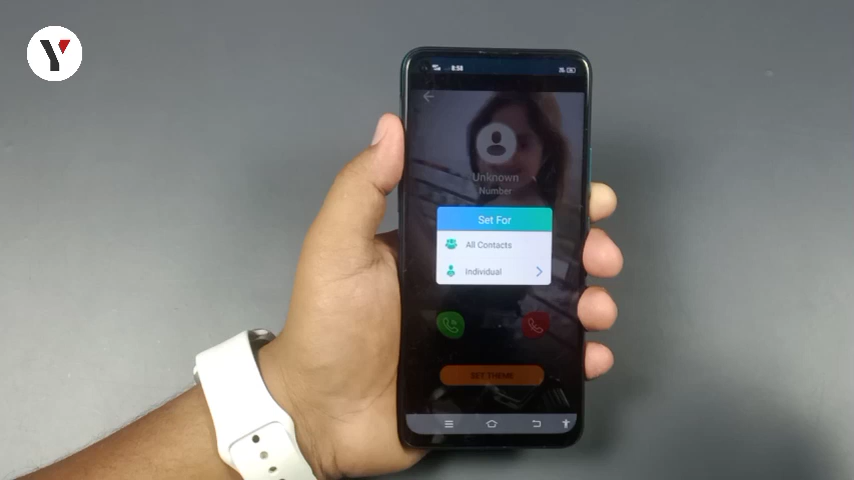 Y
8:58
Unknown
Number
Set For
All Contacts
Individual
SET THEME